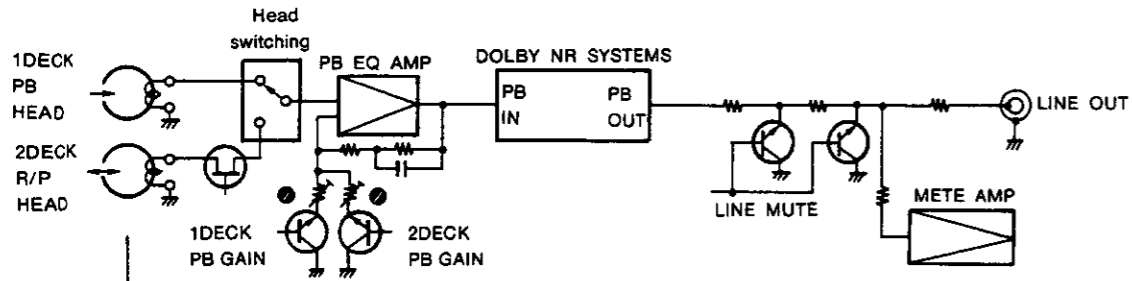 Head
switching
1DECK
PB
HEAD
PB EQ AMP
DOLBY NR SYSTEMS
PB
IN
PB
OUT
LINE OUT
2DECK
R/P
HEAD
LINE MUTE
METE AMP
1DECK
PB GAIN
2DECK
PB GAIN